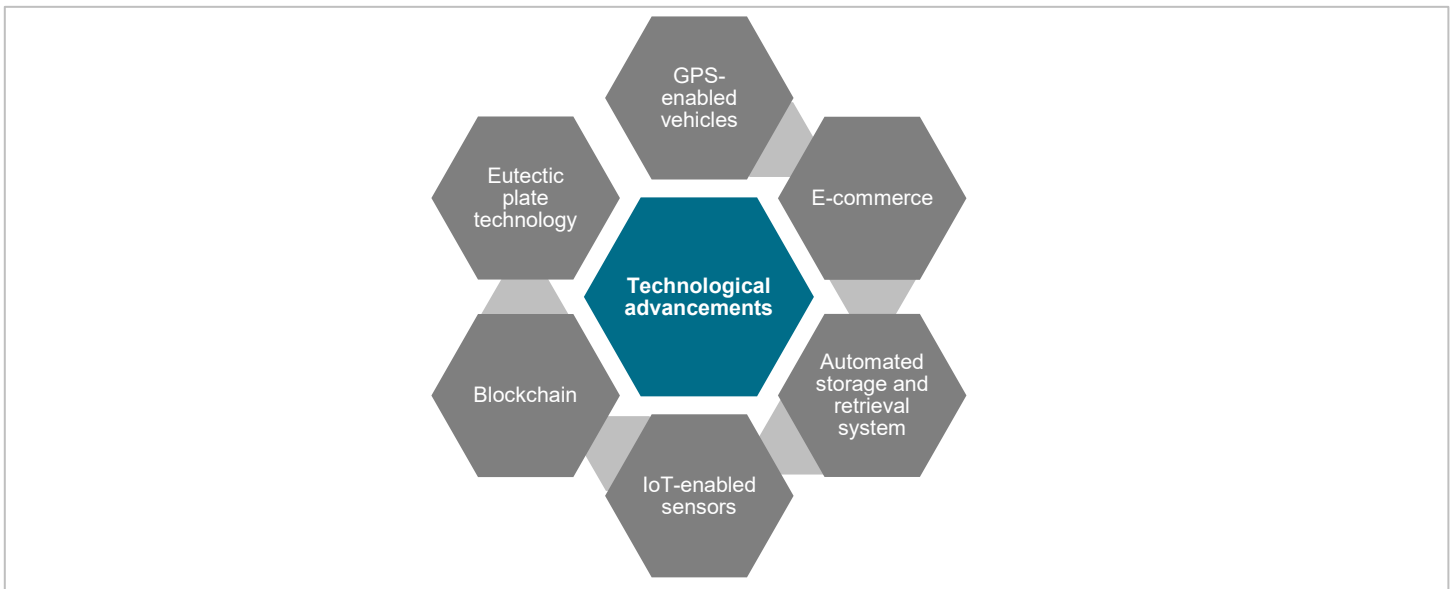 GPS-
enabled
vehicles
E-commerce
Automated
storage and
retrieval
system
IoT-enabled
sensors
Blockchain
Eutectic
plate
technology
Technological
advancements